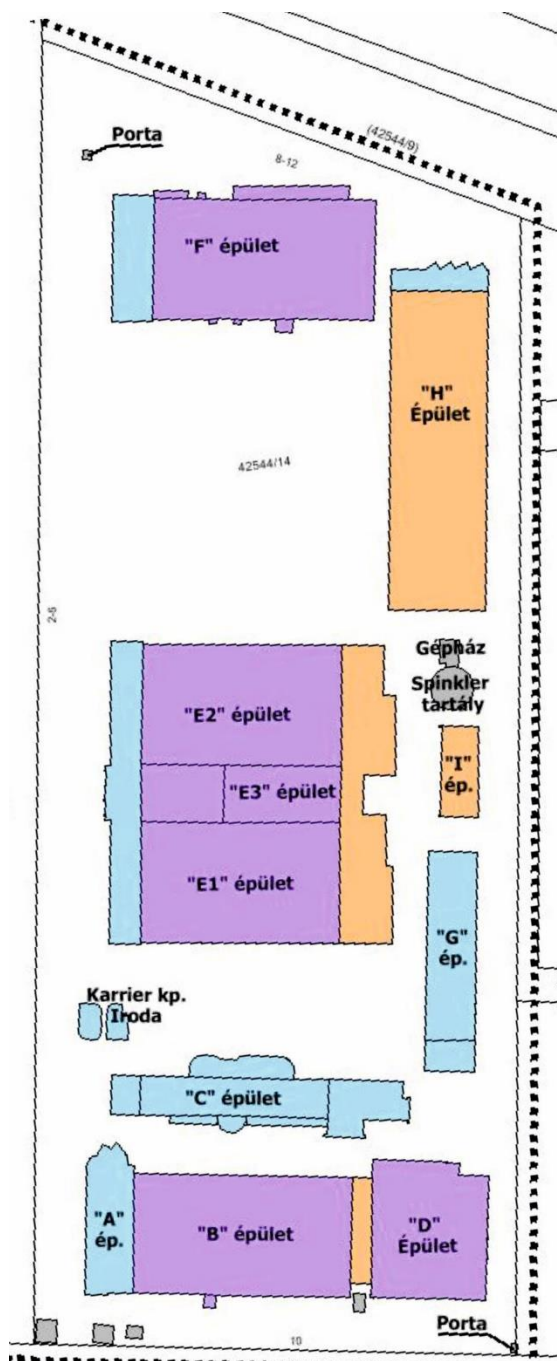 (42544/9)
Porta
8-12
"F" épület
"H"
Épület
42544/14
2-6
Gépház
Spinkler
tartály
"E2" épület
"I"
ép.
"E3" épület
"E1" épület
"G"
ép.
Karrier kp.
Iroda
"C" épület
"A"
ép.
"B" épület
"D"
Épület
Porta
10